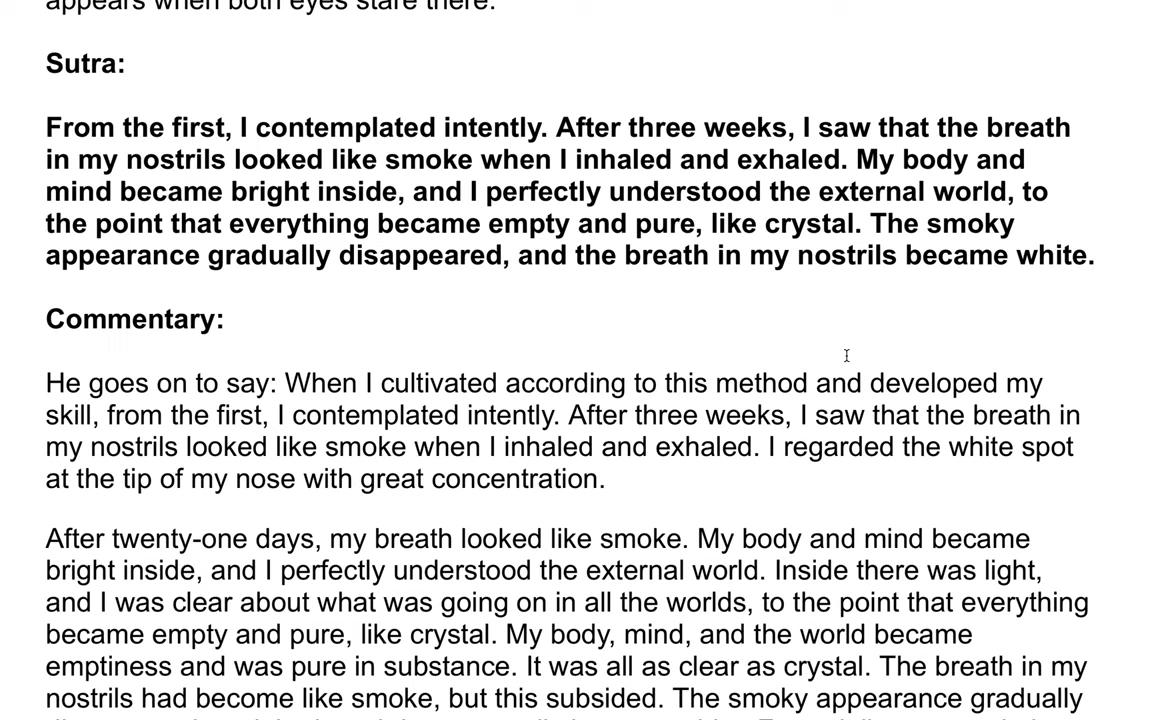 appears when both eyes stare there.
Sutra:
From the first, I contemplated intently. After three weeks, I saw that the breath
in my nostrils looked like smoke when I inhaled and exhaled. My body and
mind became bright inside, and I perfectly understood the external world, to
the point that everything became empty and pure, like crystal. The smoky
appearance gradually disappeared, and the breath in my nostrils became white.
Commentary:
He goes on to say: When I cultivated according to this method and developed my
skill, from the first, I contemplated intently. After three weeks, I saw that the breath in
my nostrils looked like smoke when I inhaled and exhaled. I regarded the white spot
at the tip of my nose with great concentration.
After twenty-one days, my breath looked like smoke. My body and mind became
bright inside, and I perfectly understood the external world. Inside there was light,
and I was clear about what was going on in all the worlds, to the point that everything
became empty and pure, like crystal. My body, mind, and the world became
emptiness and was pure in substance. It was all as clear as crystal. The breath in my
nostrils had become like smoke, but this subsided. The smoky appearance gradually